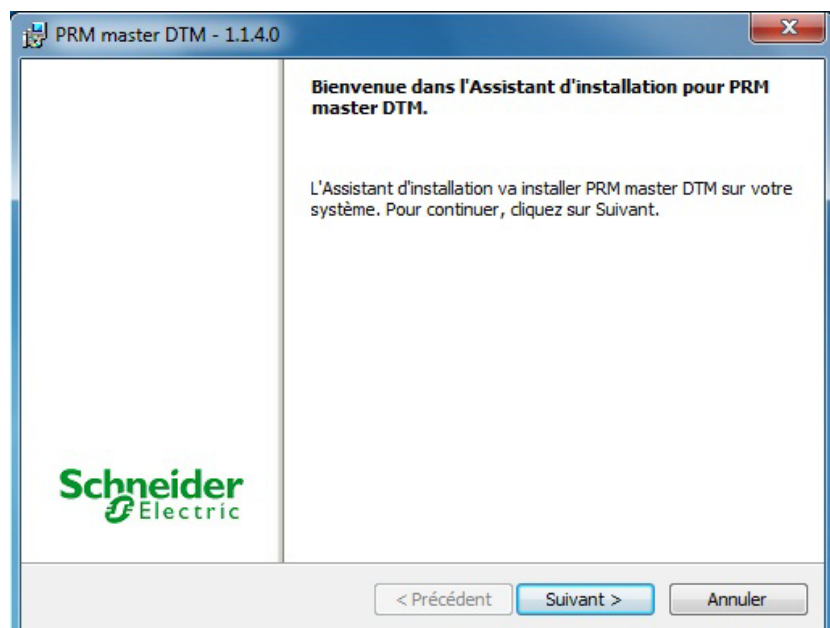 PRM master DTM - 1.1.4.0
Bienvenue dans l'Assistant d'installation pour PRM
master DTM.
L'Assistant d'installation va installer PRM master DTM sur votre
système. Pour continuer, cliquez sur Suivant.
Schneider
Electric
< Précédent
Suivant >
Annuler